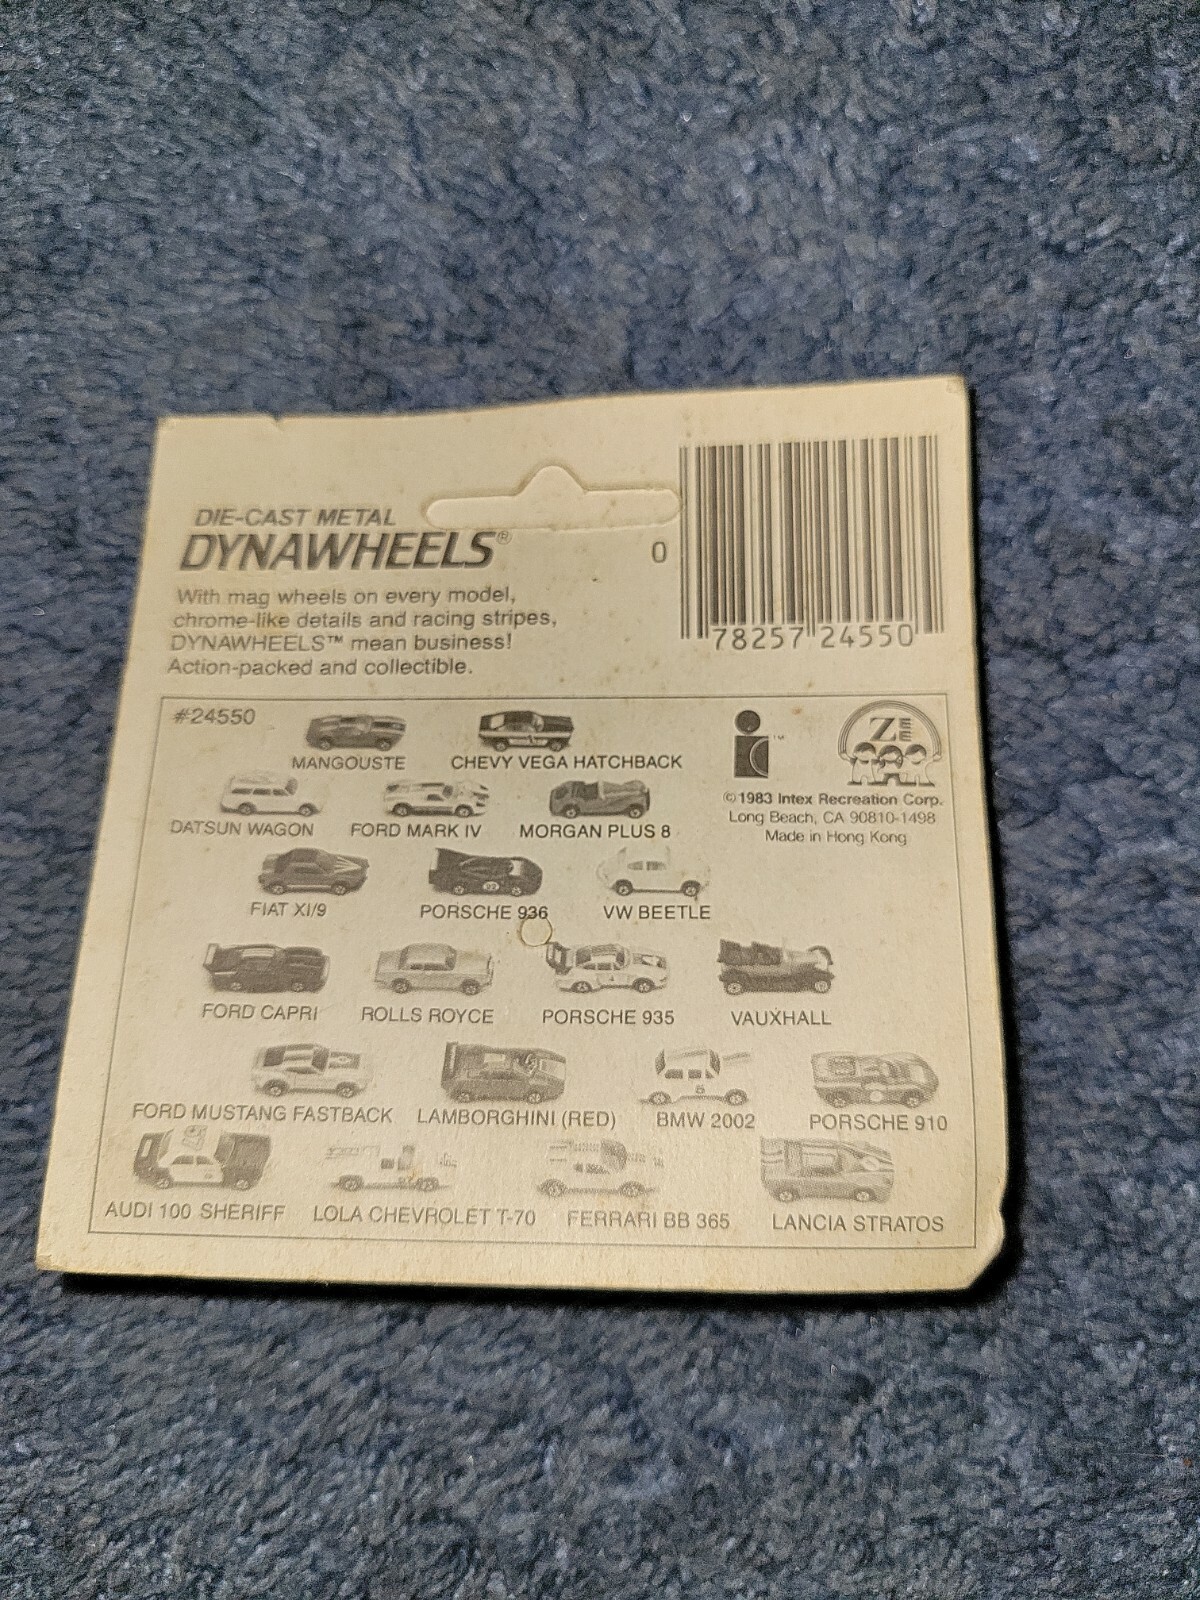 DIE-CAST METAL
DYNAWHEELS®
With mag wheels on every model,
chrome-like details and racing stripes,
DYNAWHEELS™ mean business!
Action-packed and collectible.
0 78257 24550
#24550
MANGOUSTE CHEVY VEGA HATCHBACK
DATSUN WAGON FORD MARK IV MORGAN PLUS 8
i™
ZEE
©1983 Intex Recreation Corp.
Long Beach, CA 90810-1498
Made in Hong Kong
FIAT XI/9 PORSCHE 936 VW BEETLE
FORD CAPRI ROLLS ROYCE PORSCHE 935 VAUXHALL
FORD MUSTANG FASTBACK LAMBORGHINI (RED) BMW 2002 PORSCHE 910
AUDI 100 SHERIFF LOLA CHEVROLET T-70 FERRARI BB 365 LANCIA STRATOS